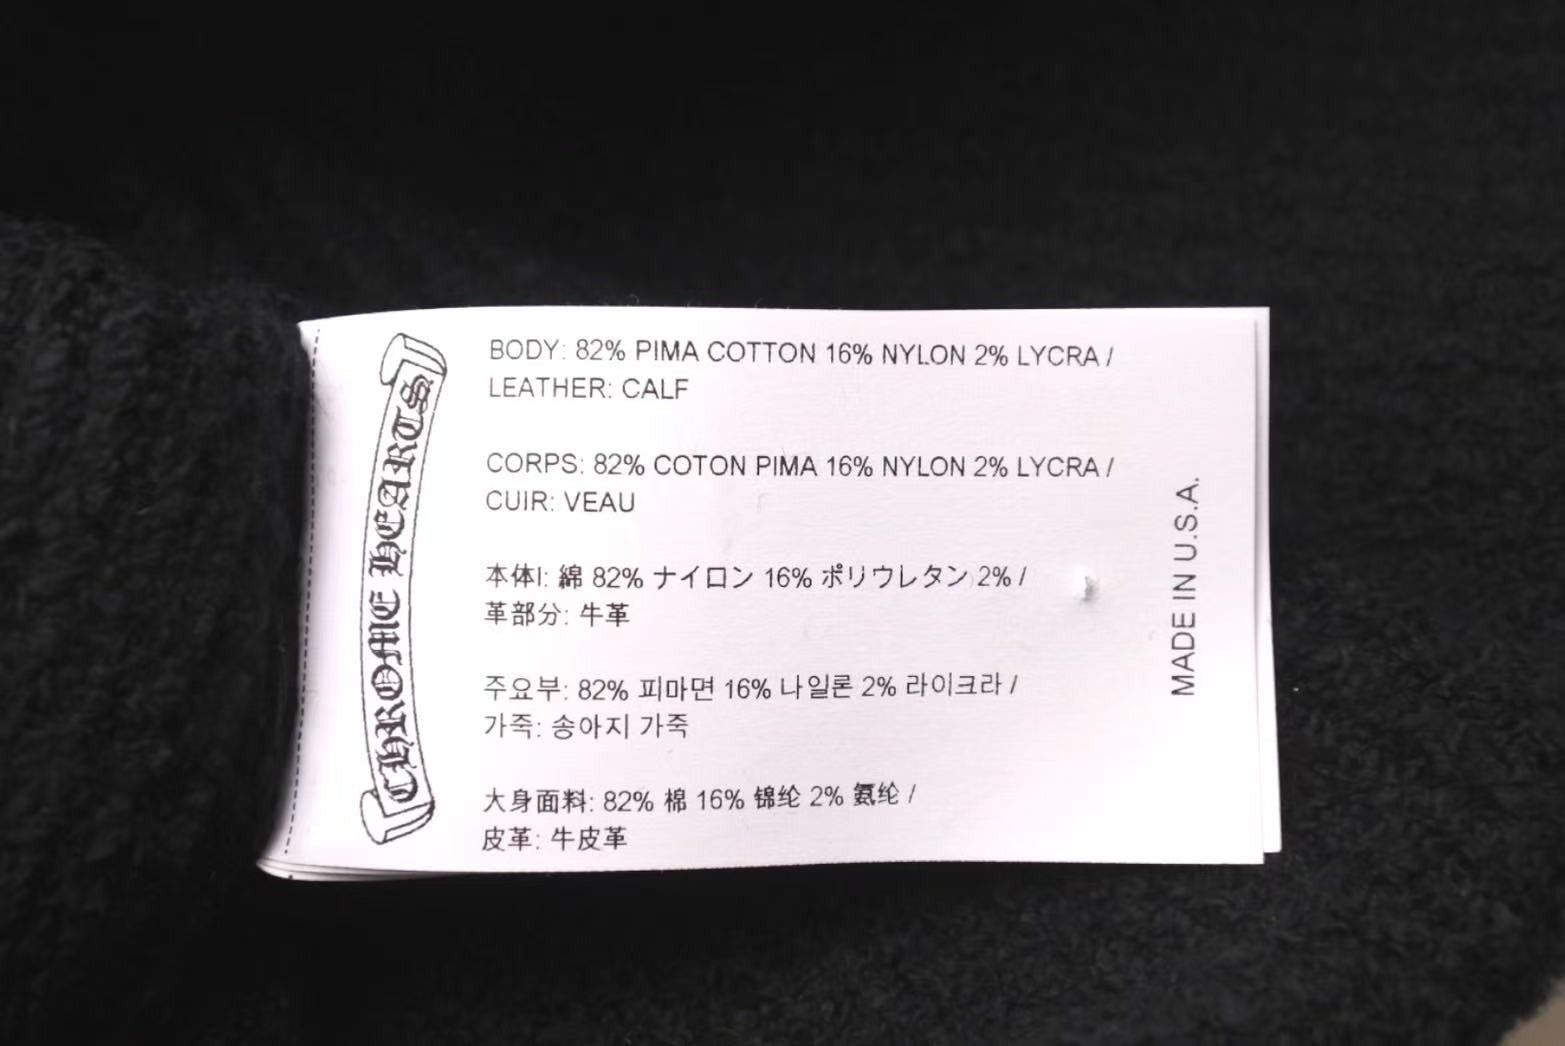 CHROME HEARTS
BODY: 82% PIMA COTTON 16% NYLON 2% LYCRA /
LEATHER: CALF
CORPS: 82% COTON PIMA 16% NYLON 2% LYCRA /
CUIR: VEAU
本体I: 綿 82% ナイロン 16% ポリウレタン 2% /
革部分: 牛革
주요부: 82% 피마면 16% 나일론 2% 라이크라 /
가죽: 송아지 가죽
大身面料: 82% 棉 16% 锦纶 2% 氨纶 /
皮革: 牛皮革
MADE IN U.S.A.